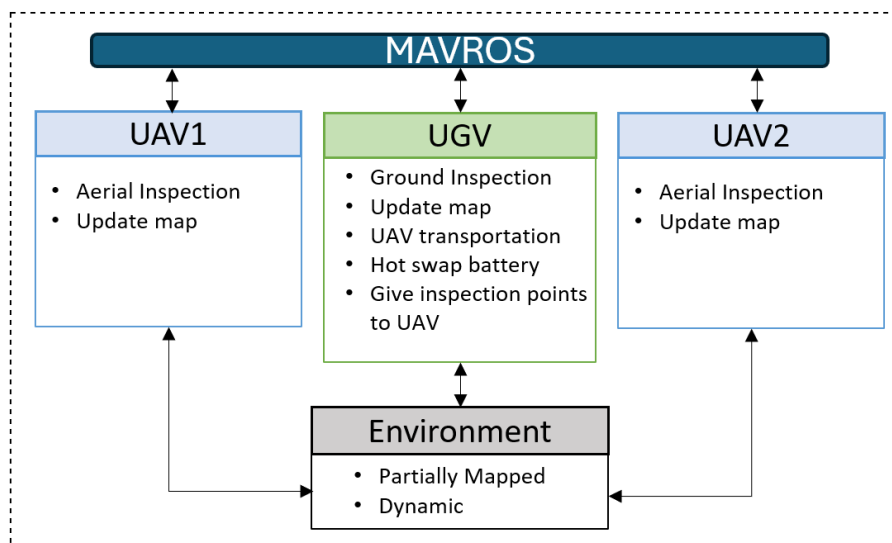 MAVROS
UAV1
• Aerial Inspection
• Update map
UGV
• Ground Inspection
• Update map
• UAV transportation
• Hot swap battery
• Give inspection points
to UAV
UAV2
• Aerial Inspection
• Update map
Environment
• Partially Mapped
• Dynamic